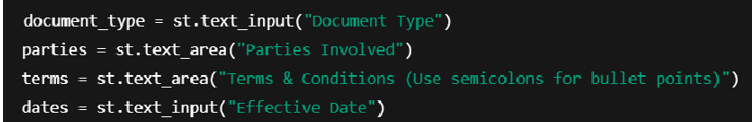 document_type = st.text_input("Document Type")
parties = st.text_area("Parties Involved")
terms = st.text_area("Terms & Conditions (Use semicolons for bullet points)")
dates = st.text_input("Effective Date")